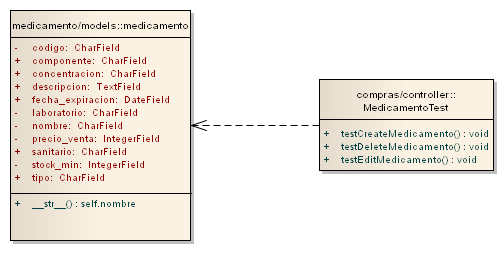 medicamento/models::medicamento
- codigo: CharField
+ componente: CharField
+ concentracion: CharField
+ descripcion: TextField
+ fecha_expiracion: DateField
- laboratorio: CharField
- nombre: CharField
- precio_venta: IntegerField
+ sanitario: CharField
- stock_min: IntegerField
+ tipo: CharField
+ __str__() : self.nombre
compras/controller::
MedicamentoTest
+ testCreateMedicamento() : void
+ testDeleteMedicamento() : void
+ testEditMedicamento() : void